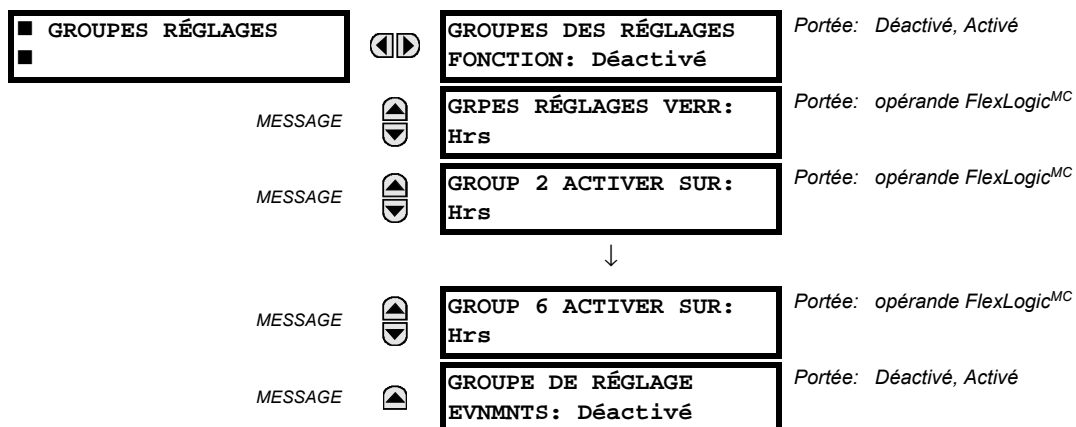 ■ GROUPES RÉGLAGES
■
GROUPES DES RÉGLAGES
FONCTION: Déactivé
Portée: Déactivé, Activé
MESSAGE
GRPES RÉGLAGES VERR:
Hrs
Portée: opérande FlexLogicMC
MESSAGE
GROUP 2 ACTIVER SUR:
Hrs
Portée: opérande FlexLogicMC
↓
MESSAGE
GROUP 6 ACTIVER SUR:
Hrs
Portée: opérande FlexLogicMC
MESSAGE
GROUPE DE RÉGLAGE
EVNMNTS: Déactivé
Portée: Déactivé, Activé